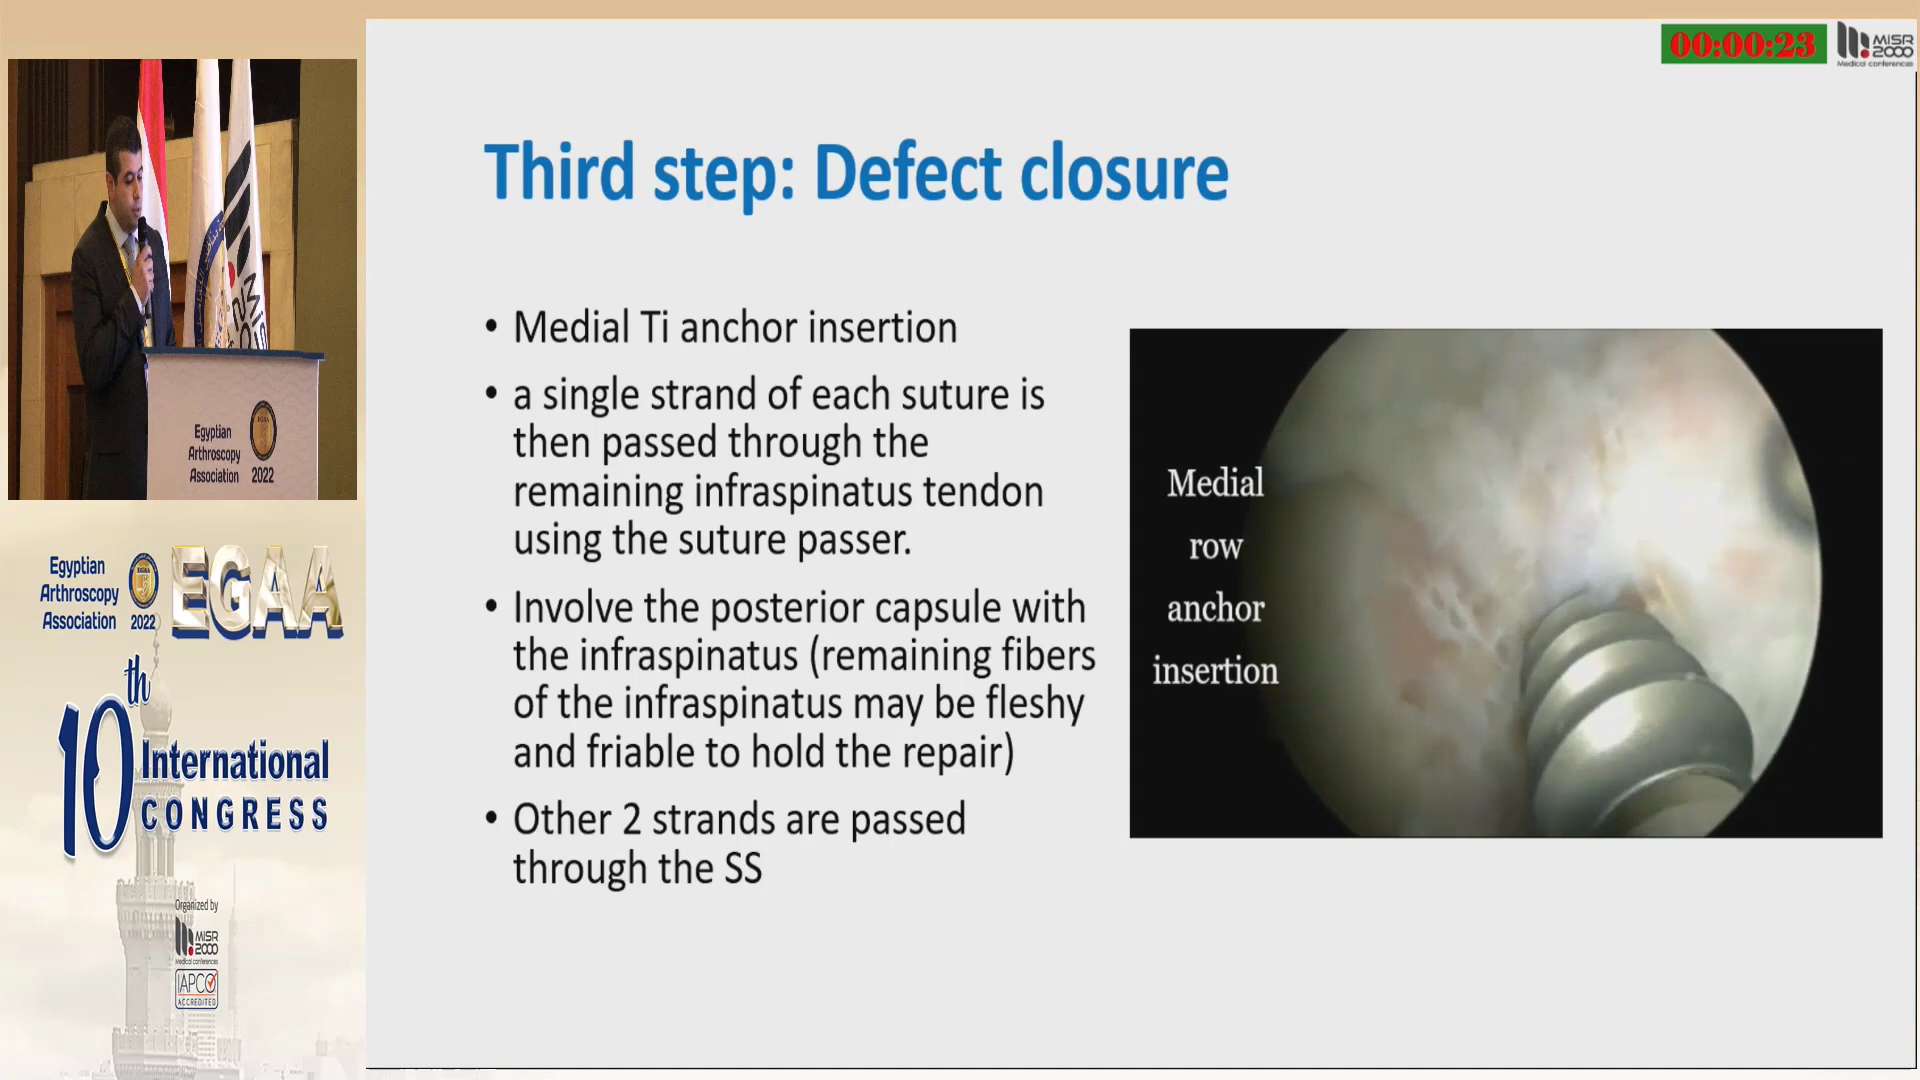 00:00:23
MISR
2000
Medical conferences
Third step: Defect closure
• Medial Ti anchor insertion
• a single strand of each suture is
then passed through the
remaining infraspinatus tendon
using the suture passer.
• Involve the posterior capsule with
the infraspinatus (remaining fibers
of the infraspinatus may be fleshy
and friable to hold the repair)
• Other 2 strands are passed
through the SS
Medial
row
anchor
insertion
Egyptian
Arthroscopy
Association 2022
Egyptian
Arthroscopy
Association 2022
EGAA
10th
International
CONGRESS
Organized by
MISR
2000
Medical conferences
IAPCO
ACCREDITED